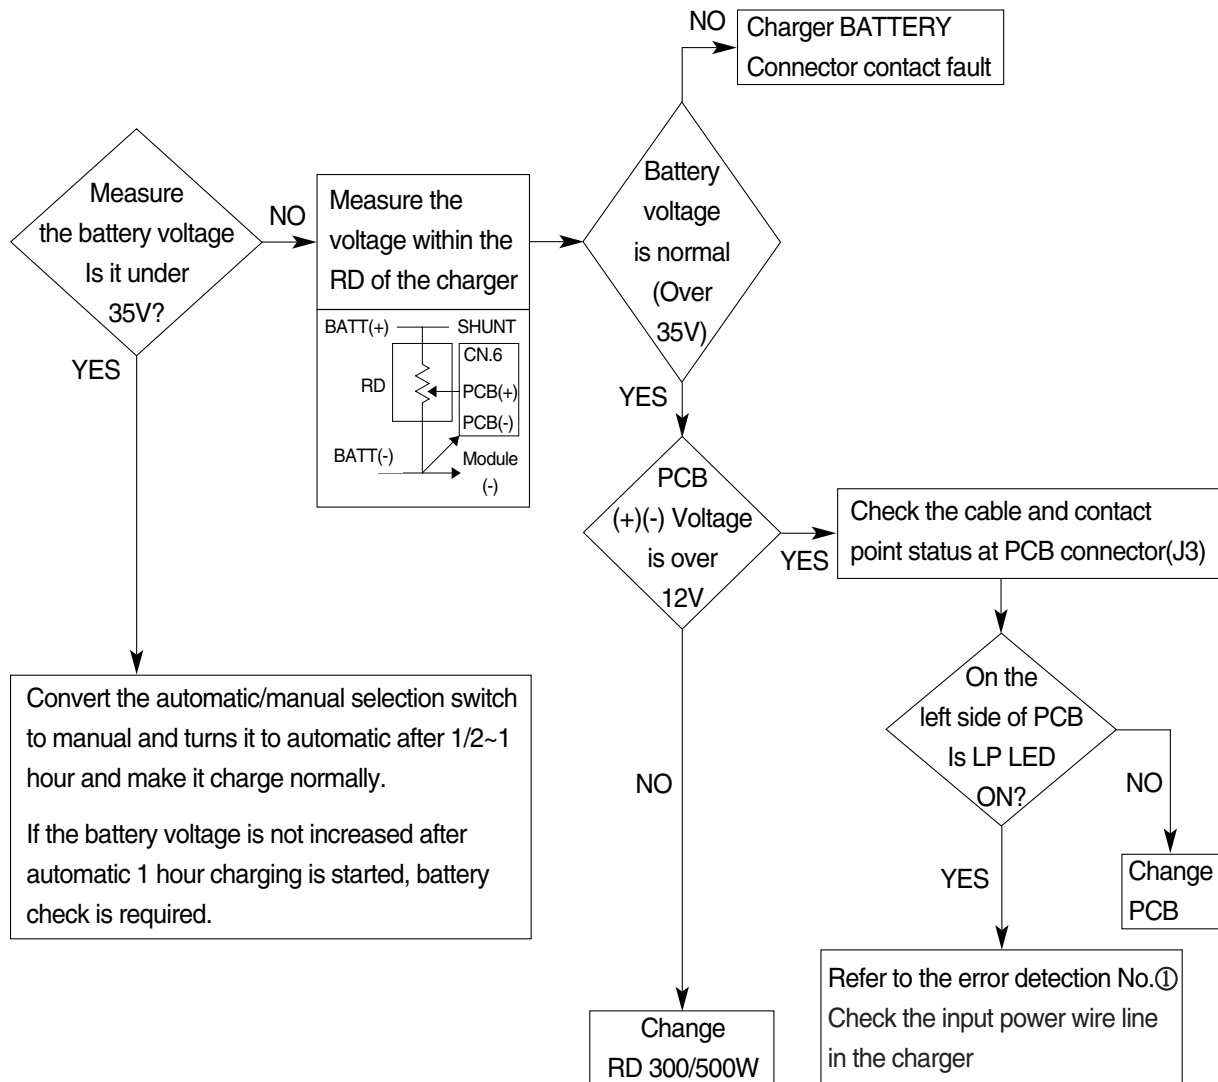 Measure
the battery voltage
Is it under
35V?
NO
YES
Measure the
voltage within the
RD of the charger
BATT(+)
SHUNT
CN.6
RD
PCB(+)
PCB(-)
BATT(-)
Module
(-)
NO
Charger BATTERY
Connector contact fault
Battery
voltage
is normal
(Over
35V)
YES
PCB
(+)(-) Voltage
is over
12V
YES
Check the cable and contact
point status at PCB connector(J3)
On the
left side of PCB
Is LP LED
ON?
NO
Change
PCB
YES
Refer to the error detection No.①
Check the input power wire line
in the charger
NO
Change
RD 300/500W
Convert the automatic/manual selection switch
to manual and turns it to automatic after 1/2~1
hour and make it charge normally.
If the battery voltage is not increased after
automatic 1 hour charging is started, battery
check is required.